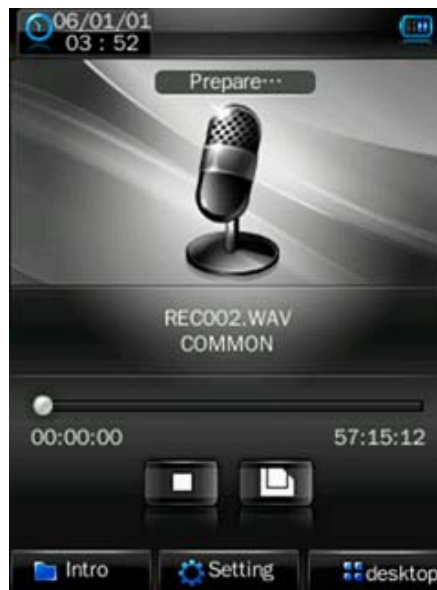 06/01/01
03 : 52
Prepare···
REC002.WAV
COMMON
00:00:00
57:15:12
Intro
Setting
desktop